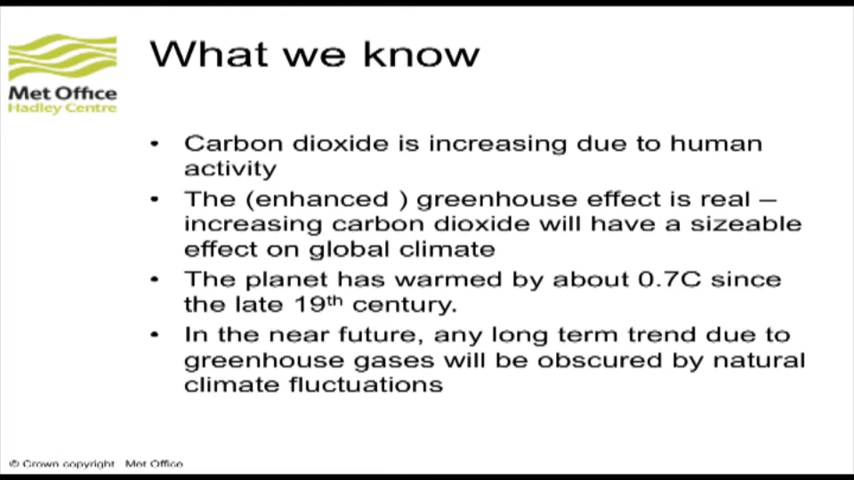 What we know
Met Office
Hadley Centre
• Carbon dioxide is increasing due to human
activity
• The (enhanced ) greenhouse effect is real –
increasing carbon dioxide will have a sizeable
effect on global climate
• The planet has warmed by about 0.7C since
the late 19th century.
• In the near future, any long term trend due to
greenhouse gases will be obscured by natural
climate fluctuations
© Crown copyright Met Office